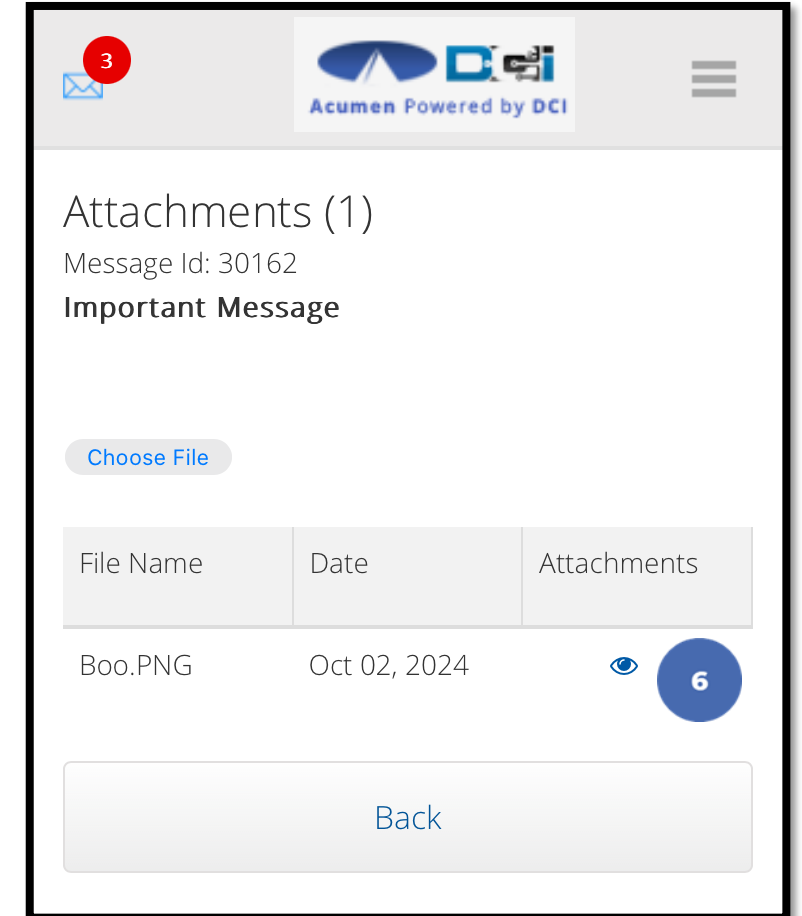 3
DCI
Acumen Powered by DCI
Attachments (1)
Message Id: 30162
Important Message
Choose File
File Name Date Attachments
Boo.PNG Oct 02, 2024 6
Back